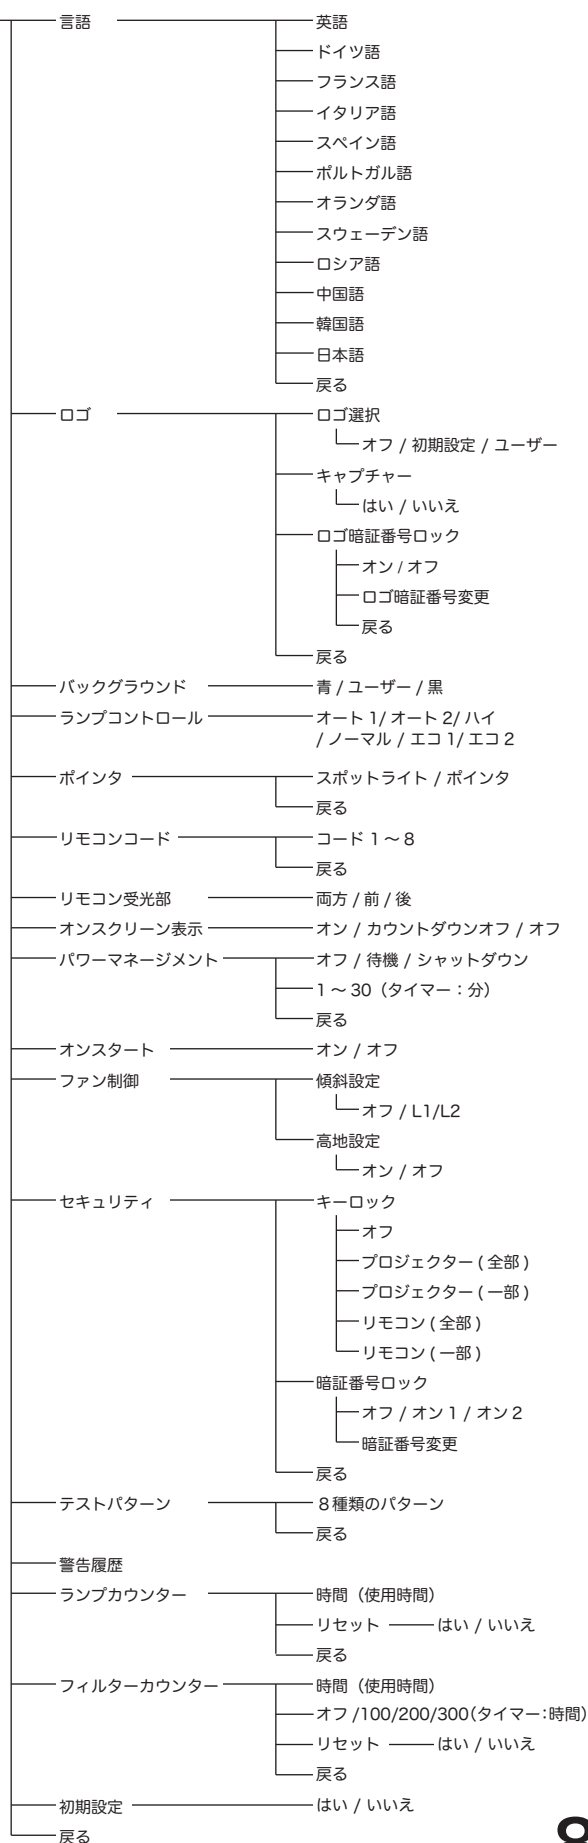 言語 英語
ドイツ語
フランス語
イタリア語
スペイン語
ポルトガル語
オランダ語
スウェーデン語
ロシア語
中国語
韓国語
日本語
戻る
ロゴ ロゴ選択
オフ / 初期設定 / ユーザー
キャプチャー
はい / いいえ
ロゴ暗証番号ロック
オン / オフ
ロゴ暗証番号変更
戻る
戻る
バックグラウンド 青 / ユーザー / 黒
ランプコントロール オート 1/ オート 2/ ハイ
/ ノーマル / エコ 1/ エコ 2
ポインタ スポットライト / ポインタ
戻る
リモコンコード コード 1 ～ 8
戻る
リモコン受光部 両方 / 前 / 後
オンスクリーン表示 オン / カウントダウンオフ / オフ
パワーマネージメント オフ / 待機 / シャットダウン
1 ～ 30（タイマー：分）
戻る
オンスタート オン / オフ
ファン制御 傾斜設定
オフ / L1/L2
高地設定
オン / オフ
セキュリティ キーロック
オフ
プロジェクター ( 全部 )
プロジェクター ( 一部 )
リモコン ( 全部 )
リモコン ( 一部 )
暗証番号ロック
オフ / オン 1 / オン 2
暗証番号変更
戻る
テストパターン ８種類のパターン
戻る
警告履歴
ランプカウンター 時間（使用時間）
リセット はい / いいえ
戻る
フィルターカウンター 時間（使用時間）
オフ /100/200/300（タイマー：時間）
リセット はい / いいえ
戻る
初期設定 はい / いいえ
戻る